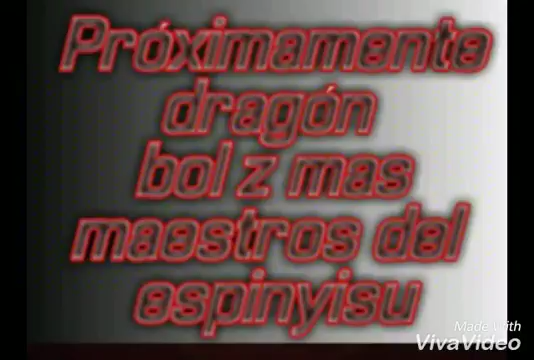 Próximamente
dragón
bol z mas
maestros del
espinyisu
Made With
VivaVideo